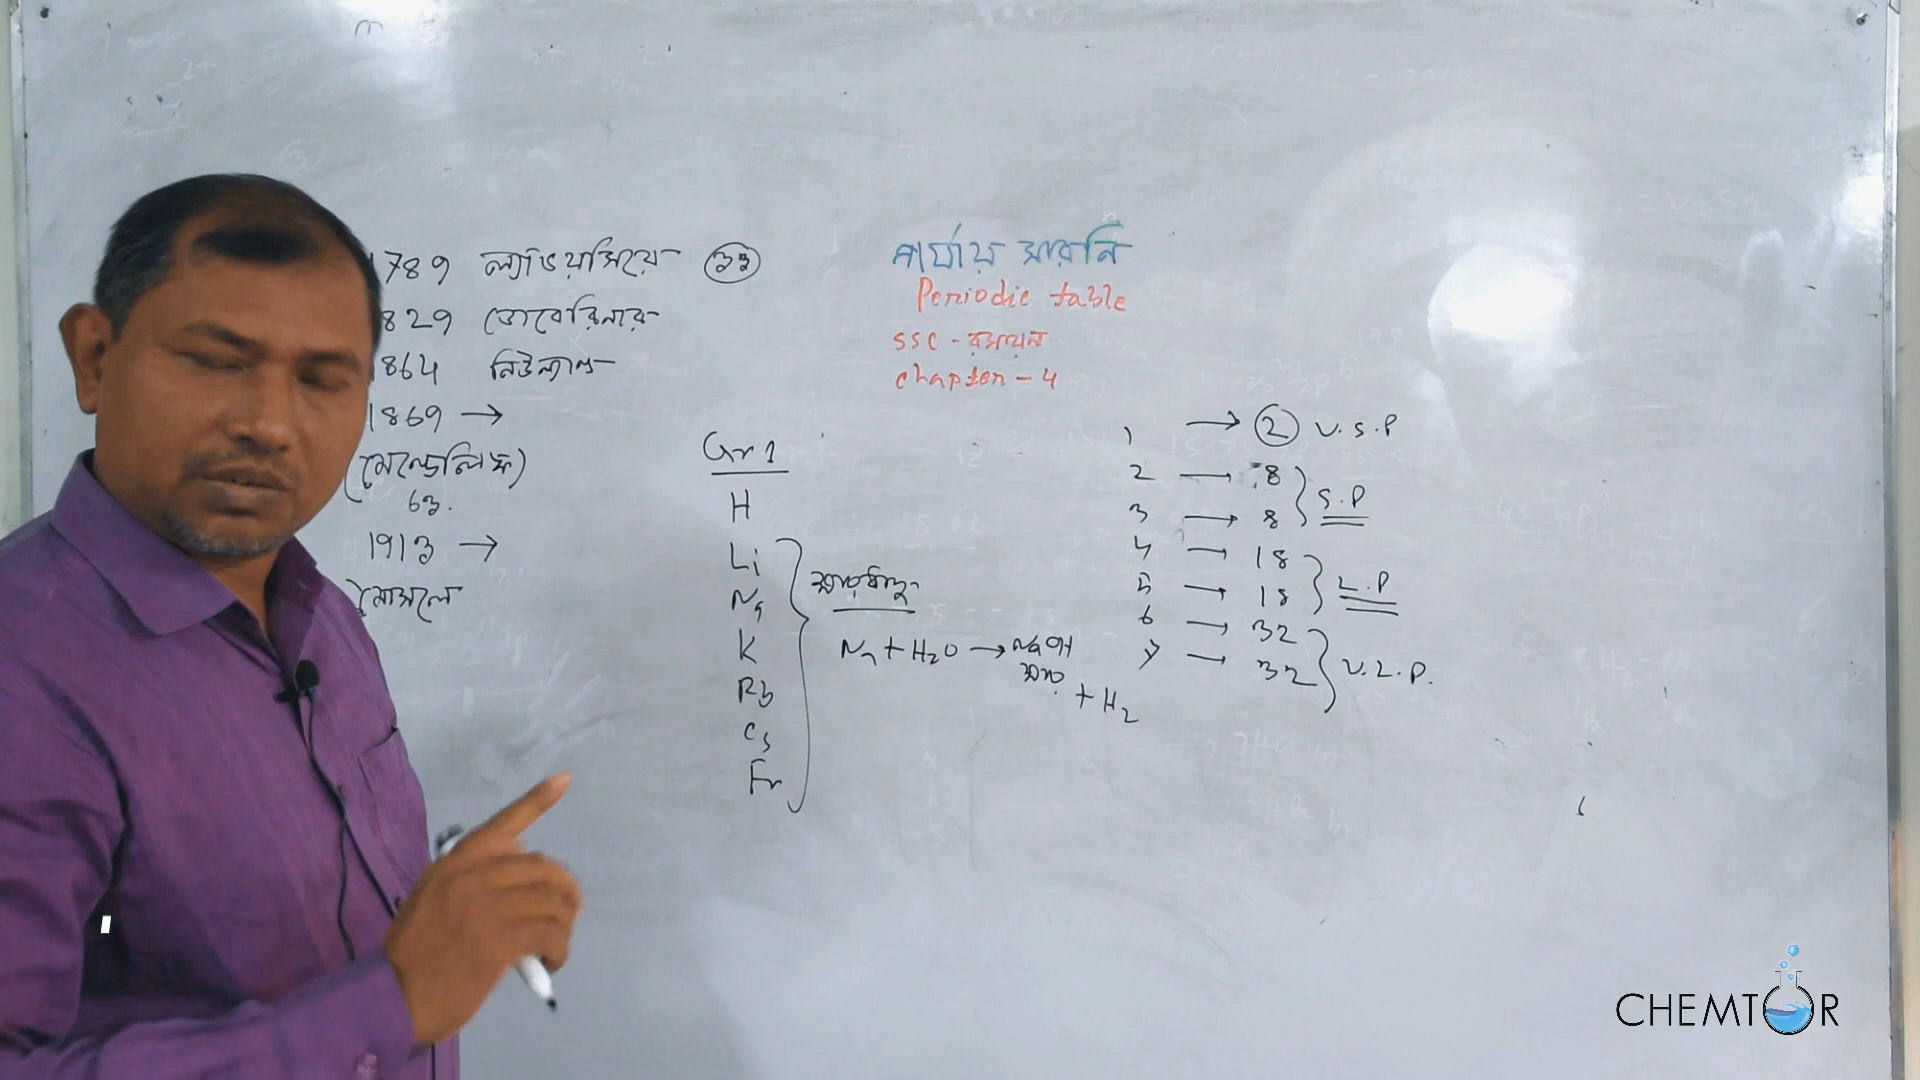 1789 ল্যাভয়সিয়ে ৩৩
1829 ডোবেরিনার
1864 নিউল্যান্ড
1869 →
(মেন্ডেলিফ)
63.
1913 →
মোসলে
পর্যায় সারনি
Periodic table
SSC - রসায়ন
chapter - 4
Gr 1
H
Li
Na
K
Rb
Cs
Fr
ক্ষারধাতু
Na + H2O → NaOH
ক্ষার
+ H2
1 → 2 V.S.P
2 → 8
3 → 8
S.P
4 → 18
5 → 18
L.P
6 → 32
7 → 32
V.L.P.
CHEMTOR